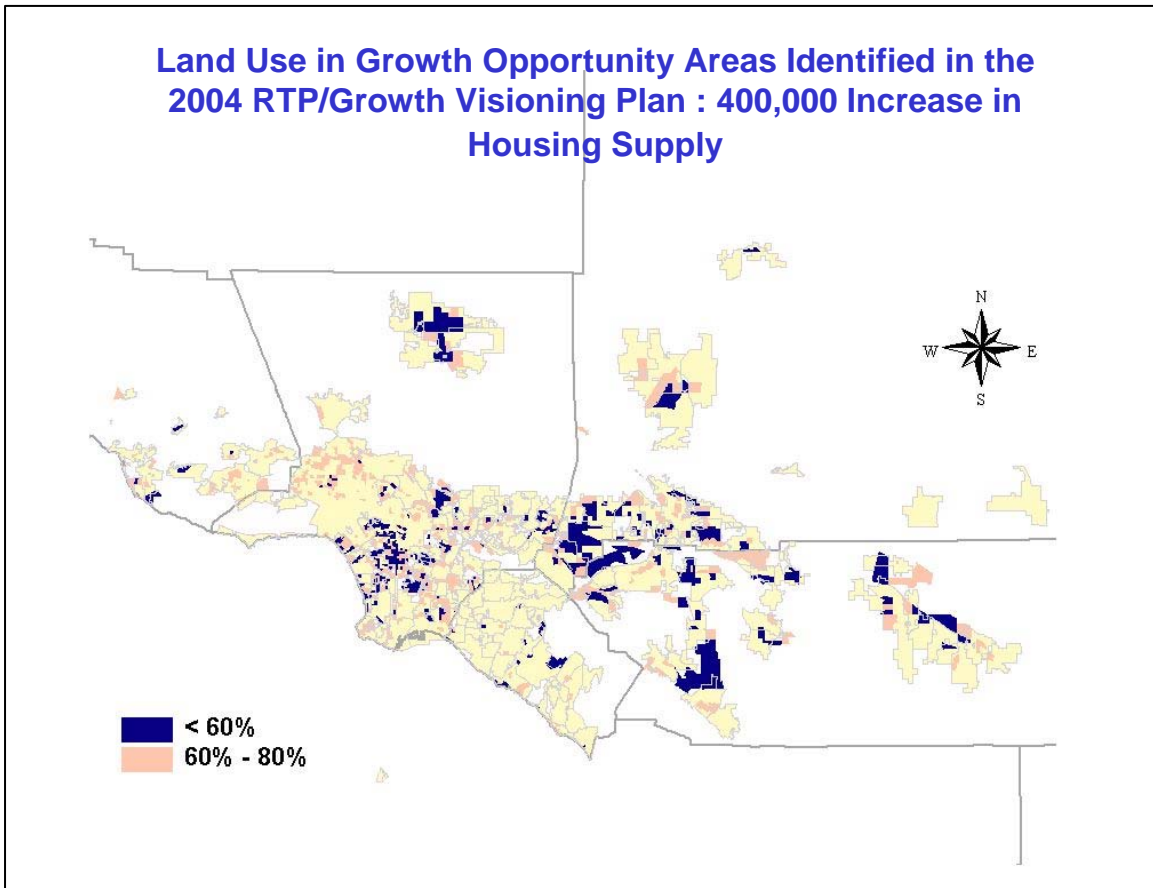 Land Use in Growth Opportunity Areas Identified in the
2004 RTP/Growth Visioning Plan : 400,000 Increase in
Housing Supply
N
W
E
S
< 60%
60% - 80%